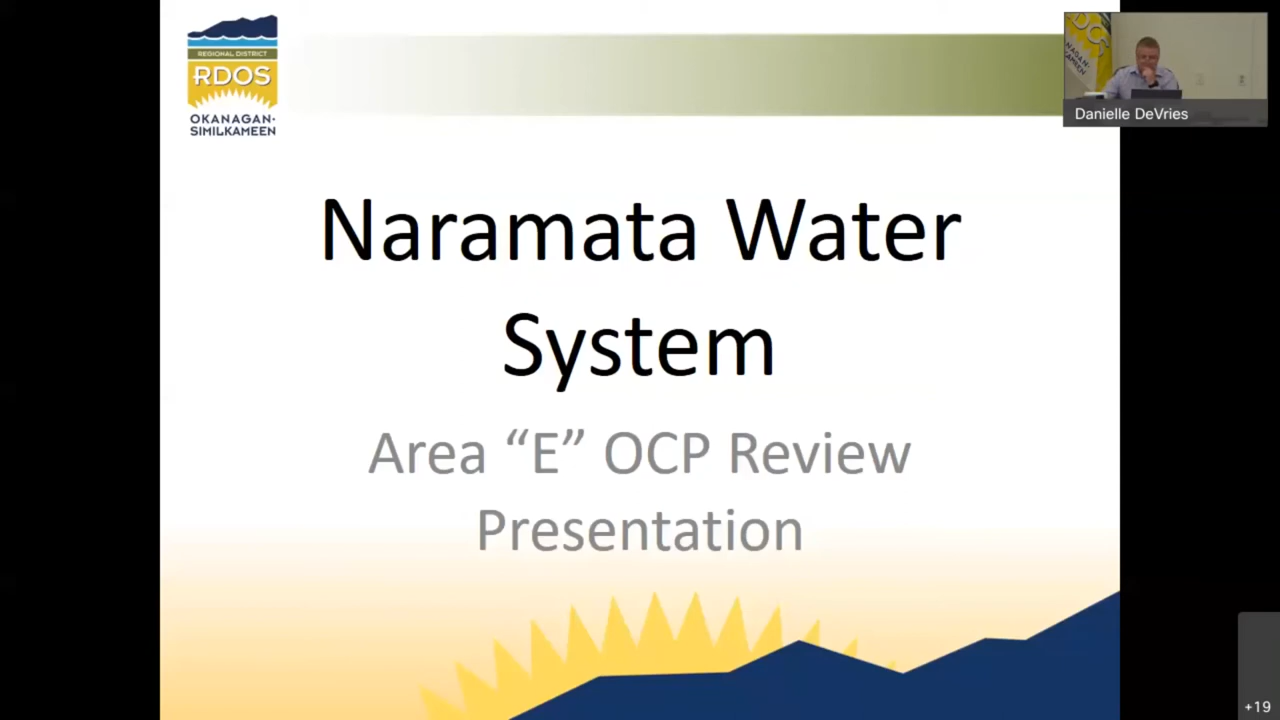 REGIONAL DISTRICT
RDOS
OKANAGAN-
SIMILKAMEEN
Naramata Water
System
Area “E” OCP Review
Presentation
Danielle DeVries
+19